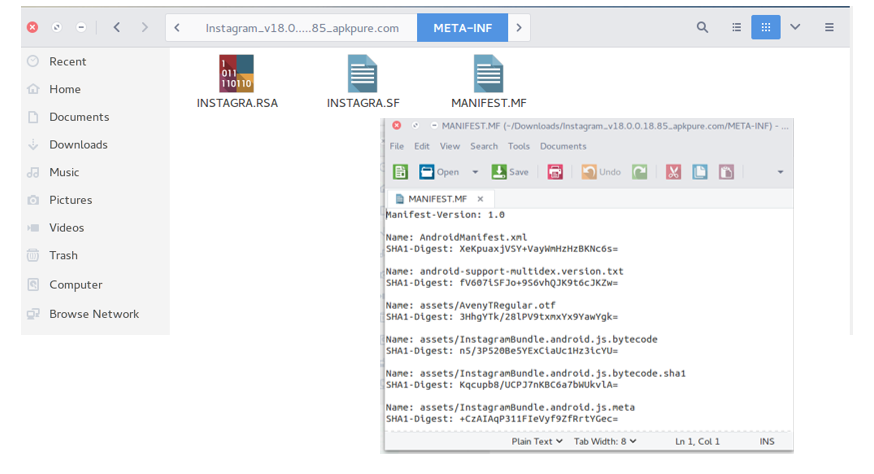 Instagram_v18.0.....85_apkpure.com
META-INF
Recent
Home
Documents
Downloads
Music
Pictures
Videos
Trash
Computer
Browse Network
1
011
110110
INSTAGRA.RSA
INSTAGRA.SF
MANIFEST.MF
MANIFEST.MF (~/Downloads/Instagram_v18.0.0.18.85_apkpure.com/META-INF) - ...
File Edit View Search Tools Documents
Open Save Undo
MANIFEST.MF
Manifest-Version: 1.0
Name: AndroidManifest.xml
SHA1-Digest: XeKpuaxjVSY+VayWmHzHzBKNc6s=
Name: android-support-multidex.version.txt
SHA1-Digest: fV607iSFJo+9S6vhQJK9t6cJKZw=
Name: assets/AvenyTRegular.otf
SHA1-Digest: 3HhgYTk/28lPV9txmxYx9YawYgk=
Name: assets/InstagramBundle.android.js.bytecode
SHA1-Digest: n5/3P520Be5YExCiaUc1Hz3icYU=
Name: assets/InstagramBundle.android.js.bytecode.sha1
SHA1-Digest: Kqcupb8/UCPJ7nKBC6a7bWUkvlA=
Name: assets/InstagramBundle.android.js.meta
SHA1-Digest: +CzAIAqP311FIeVyf9ZfRrtYGec=
Plain Text Tab Width: 8 Ln 1, Col 1 INS